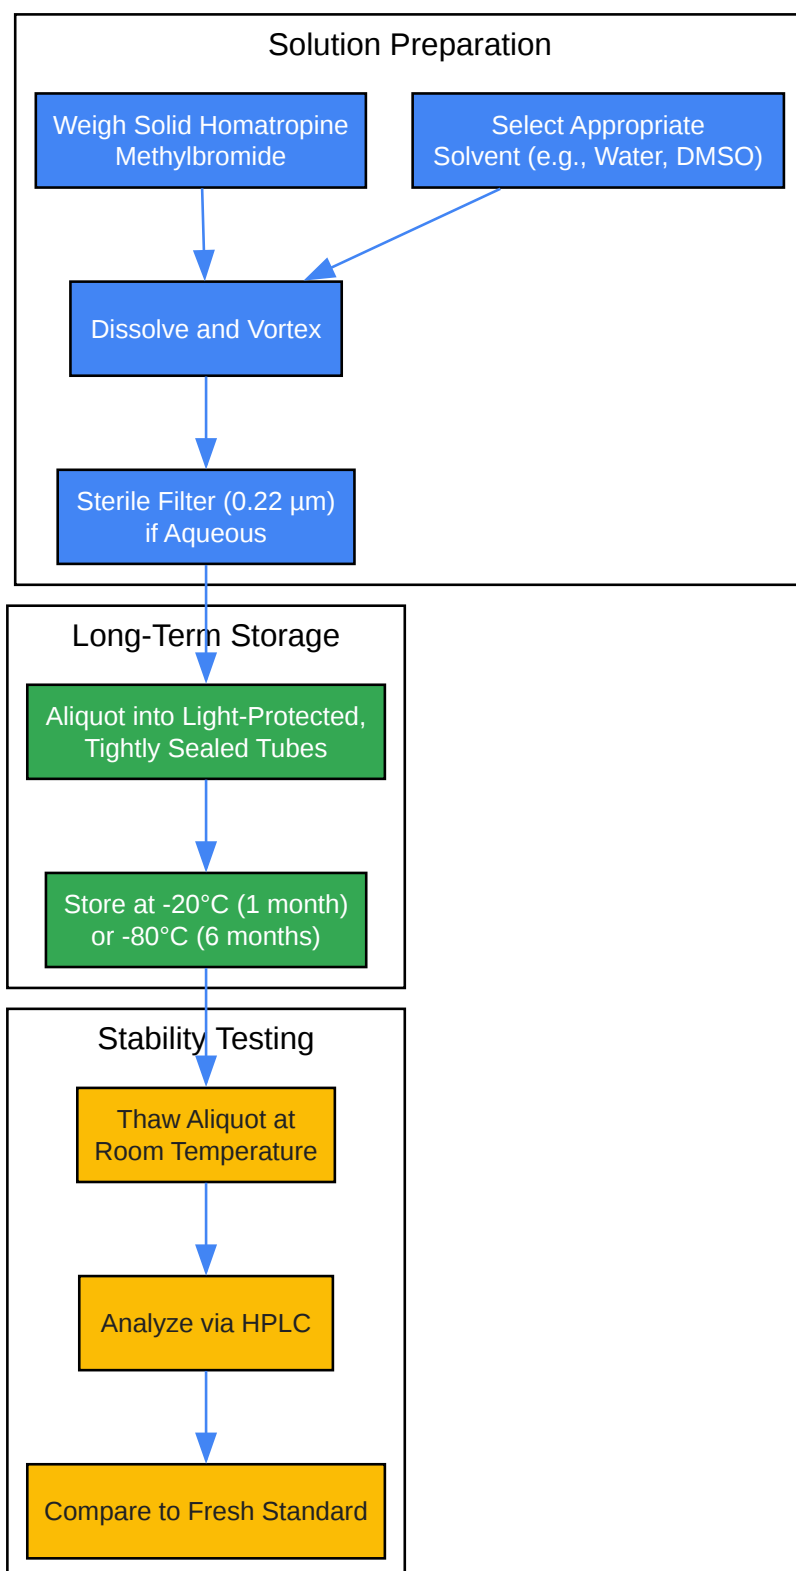 Solution Preparation
Weigh Solid Homatropine
Methylbromide
Select Appropriate
Solvent (e.g., Water, DMSO)
Dissolve and Vortex
Sterile Filter (0.22 µm)
if Aqueous
Long-Term Storage
Aliquot into Light-Protected,
Tightly Sealed Tubes
Store at -20°C (1 month)
or -80°C (6 months)
Stability Testing
Thaw Aliquot at
Room Temperature
Analyze via HPLC
Compare to Fresh Standard